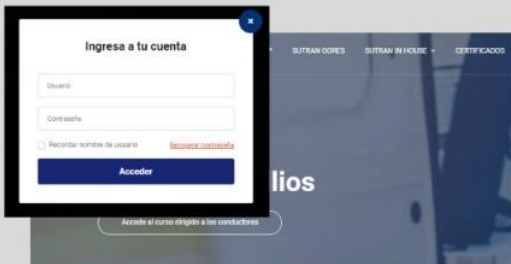 Ingresa a tu cuenta
SUTRAN GORES
SUTRAN IN HOUSE
CERTIFICADOS
Usuario
Contraseña
Recordar nombre de usuario
Recuperar contraseña
Acceder
lios
Accede al curso dirigido a los conductores